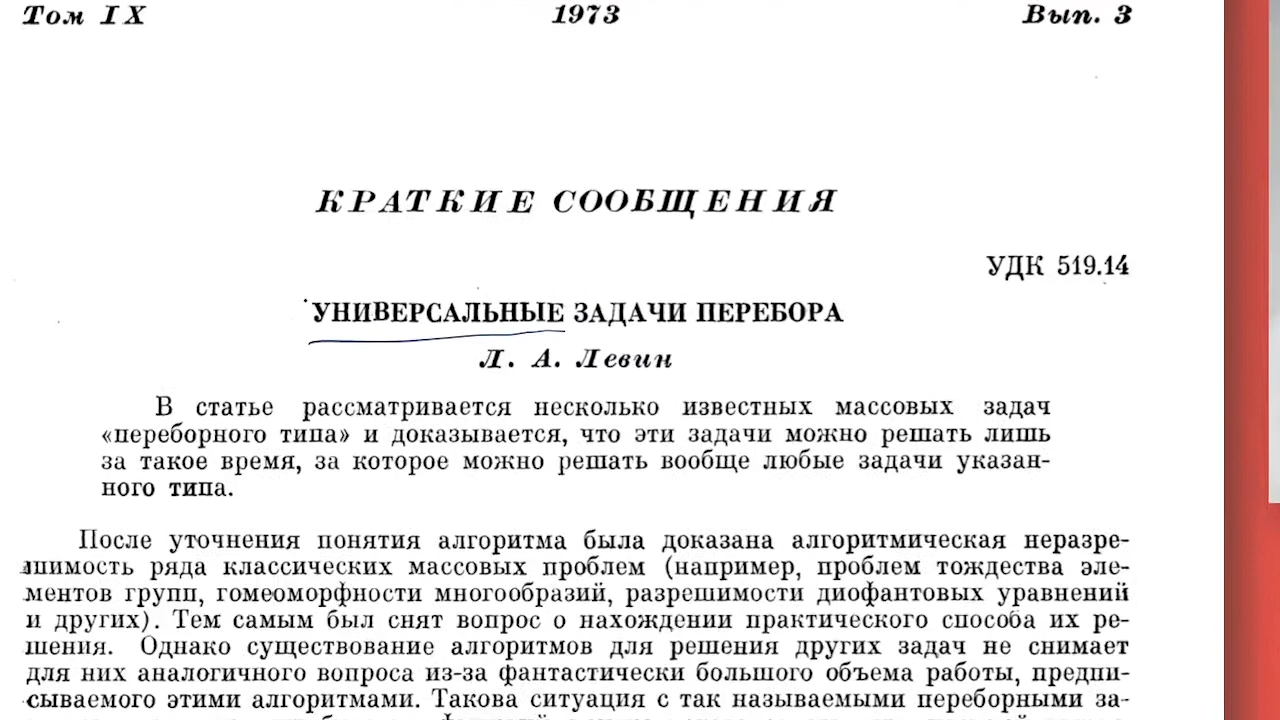 Том IX 1973 Вып. 3
КРАТКИЕ СООБЩЕНИЯ
УДК 519.14
УНИВЕРСАЛЬНЫЕ ЗАДАЧИ ПЕРЕБОРА
Л. А. Левин
В статье рассматривается несколько известных массовых задач
«переборного типа» и доказывается, что эти задачи можно решать лишь
за такое время, за которое можно решать вообще любые задачи указан-
ного типа.
После уточнения понятия алгоритма была доказана алгоритмическая неразре-
шимость ряда классических массовых проблем (например, проблем тождества эле-
ментов групп, гомеоморфности многообразий, разрешимости диофантовых уравнений
и других). Тем самым был снят вопрос о нахождении практического способа их ре-
шения. Однако существование алгоритмов для решения других задач не снимает
для них аналогичного вопроса из-за фантастически большого объема работы, предпи-
сываемого этими алгоритмами. Такова ситуация с так называемыми переборными за-